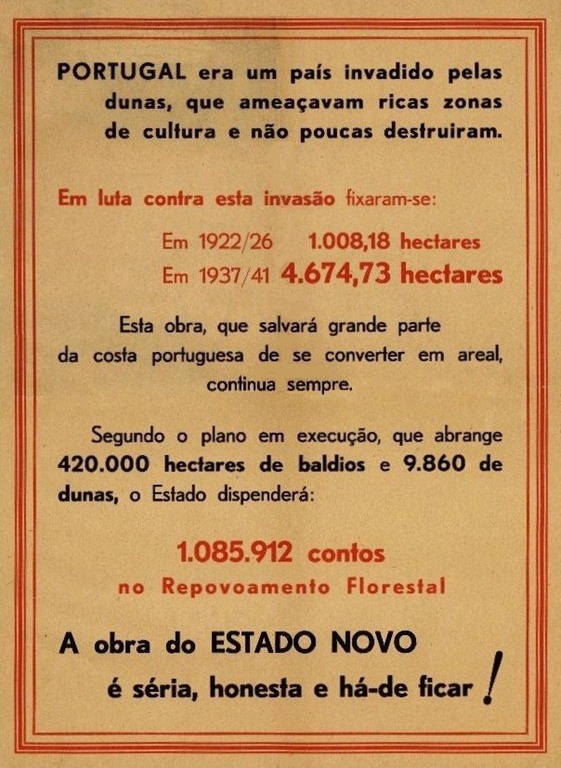 PORTUGAL era um país invadido pelas
dunas, que ameaçavam ricas zonas
de cultura e não poucas destruiram.
Em luta contra esta invasão fixaram-se:
Em 1922/26 1.008,18 hectares
Em 1937/41 4.674,73 hectares
Esta obra, que salvará grande parte
da costa portuguesa de se converter em areal,
continua sempre.
Segundo o plano em execução, que abrange
420.000 hectares de baldios e 9.860 de
dunas, o Estado dispenderá:
1.085.912 contos
no Repovoamento Florestal
A obra do ESTADO NOVO
é séria, honesta e há-de ficar!